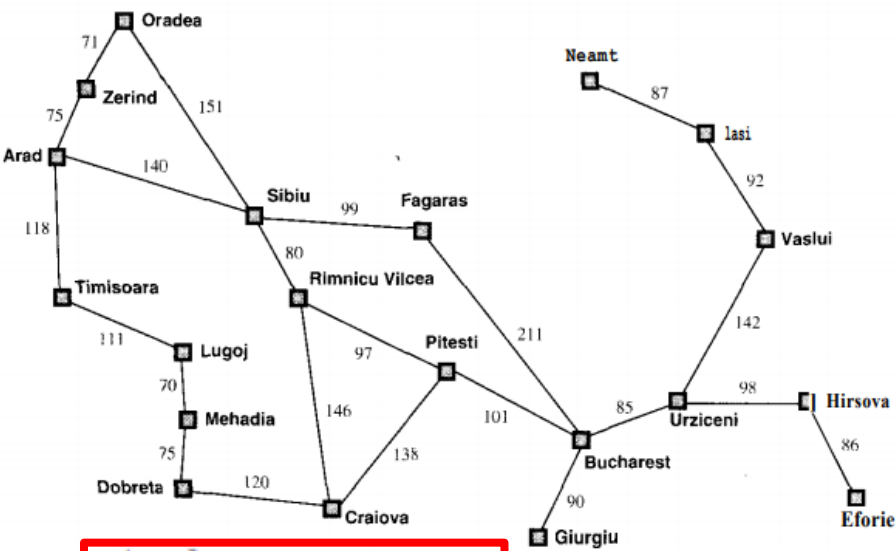 Oradea
71
Neamt
87
Zerind
151
75
Iasi
Arad
140
92
Sibiu
99
Fagaras
118
Vaslui
80
Timisoara
Rimnicu Vilcea
111
211
142
Pitesti
Lugoj
97
98
70
Hirsova
146
101
85
Urziceni
Mehadia
138
86
75
Bucharest
Dobreta
120
90
Craiova
Eforie
Giurgiu